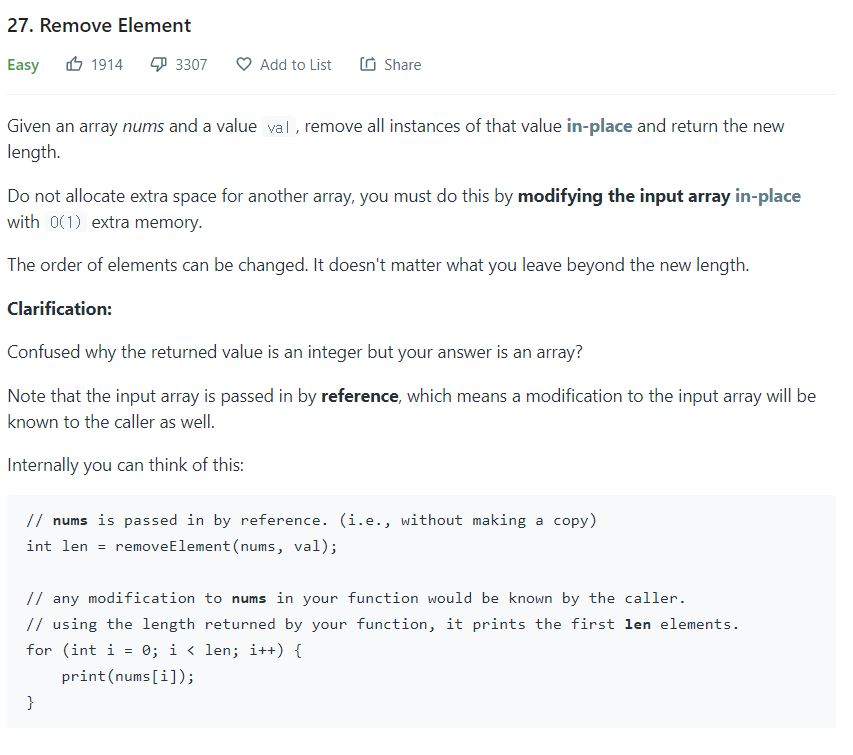 27. Remove Element
Easy 1914 3307 Add to List Share
Given an array nums and a value val , remove all instances of that value in-place and return the new
length.
Do not allocate extra space for another array, you must do this by modifying the input array in-place
with O(1) extra memory.
The order of elements can be changed. It doesn't matter what you leave beyond the new length.
Clarification:
Confused why the returned value is an integer but your answer is an array?
Note that the input array is passed in by reference, which means a modification to the input array will be
known to the caller as well.
Internally you can think of this:
// nums is passed in by reference. (i.e., without making a copy)
int len = removeElement(nums, val);
// any modification to nums in your function would be known by the caller.
// using the length returned by your function, it prints the first len elements.
for (int i = 0; i < len; i++) {
    print(nums[i]);
}